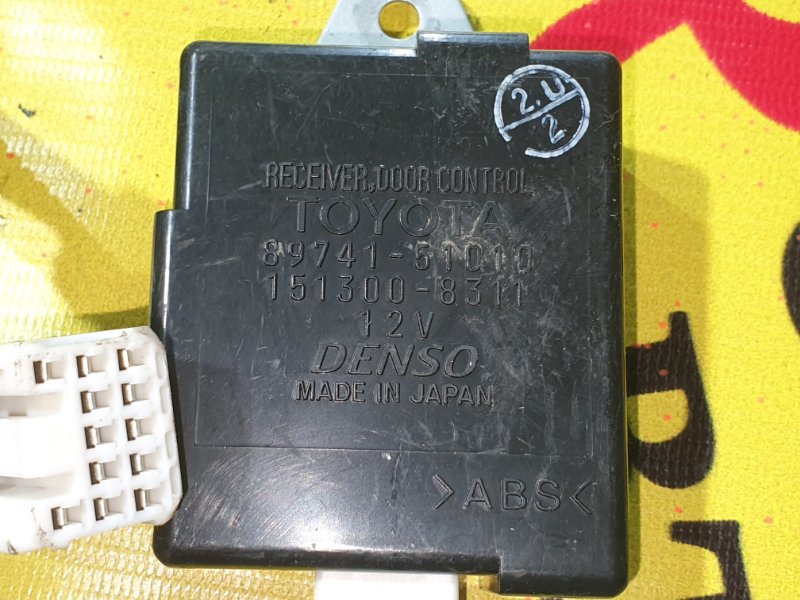 2.U
2
RECEIVER,DOOR CONTROL
TOYOTA
89741-51010
151300-8311
12V
DENSO
MADE IN JAPAN
>ABS<